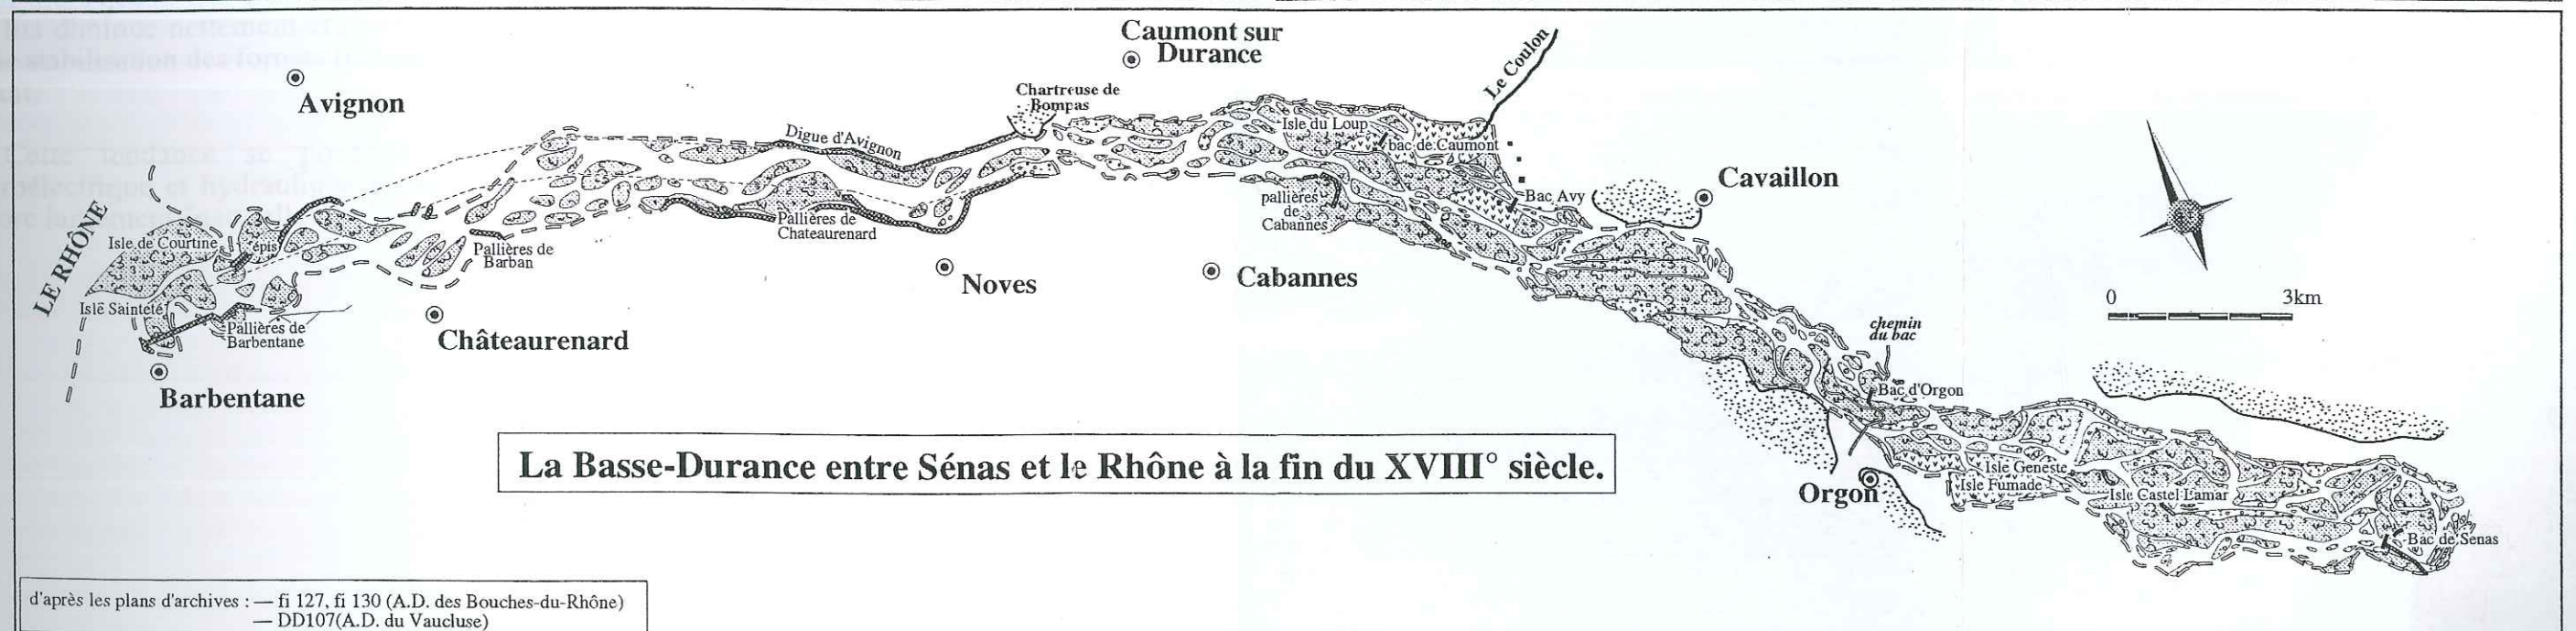 Caumont sur
Durance
Avignon
Le Coulon
Chartreuse de
Bompas
Digue d'Avignon
Isle du Loup
bac de Caumont
Cavaillon
Bac Avy
pallières
de
Cabannes
LE RHÔNE
Isle de Courtine
épis
Pallières de
Chateaurenard
Pallières de
Barban
Noves
Cabannes
0 3km
Isle Sainteté
Pallières de
Barbentane
Châteaurenard
chemin
du bac
Barbentane
Bac d'Orgon
La Basse-Durance entre Sénas et le Rhône à la fin du XVIII° siècle.
Orgon
Isle Geneste
Isle Fumade
Isle Castel Lamar
Bac de Senas
d'après les plans d'archives : — fi 127, fi 130 (A.D. des Bouches-du-Rhône)
— DD107(A.D. du Vaucluse)